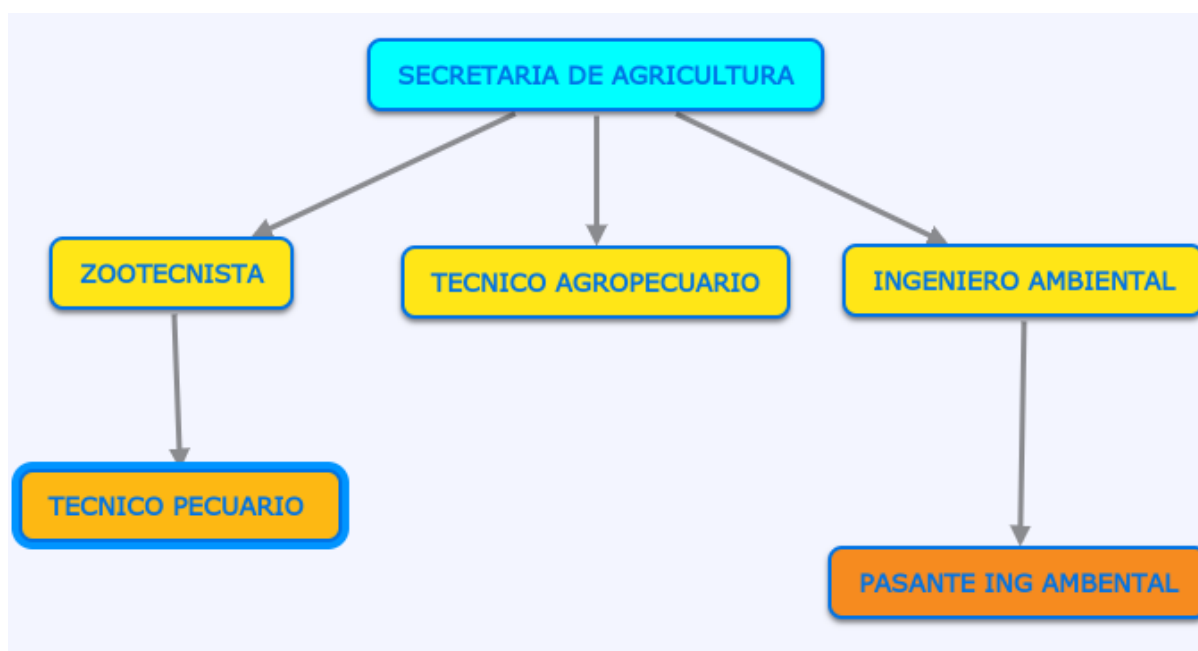 SECRETARIA DE AGRICULTURA
ZOOTECNISTA
TECNICO AGROPECUARIO
INGENIERO AMBIENTAL
TECNICO PECUARIO
PASANTE ING AMBENTAL